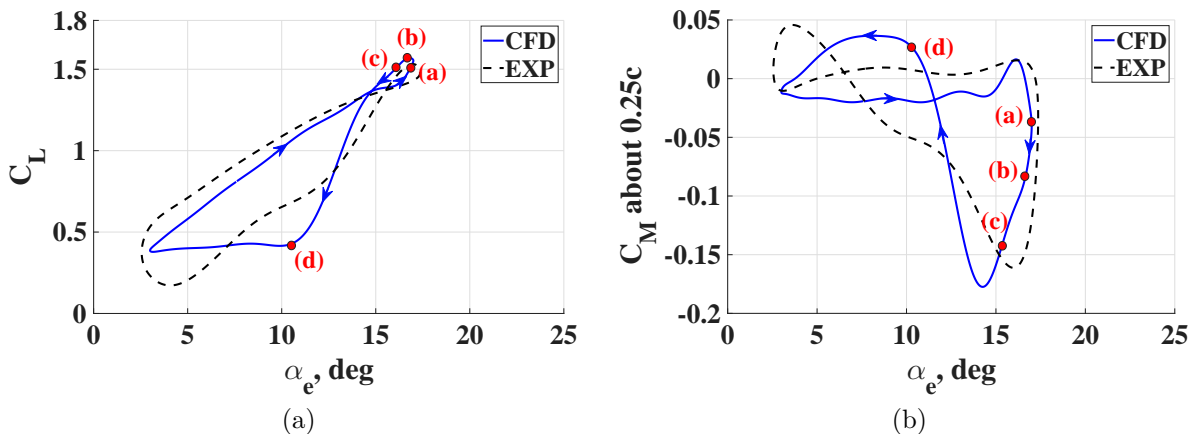 1.8
1.5
1
0.5
0
0
5
10
15
20
25
C_L
α_e, deg
(b)
(c)
(a)
(d)
CFD
EXP
(a)
0.05
0
-0.05
-0.1
-0.15
-0.2
0
5
10
15
20
25
C_M about 0.25c
α_e, deg
(d)
(a)
(b)
(c)
CFD
EXP
(b)